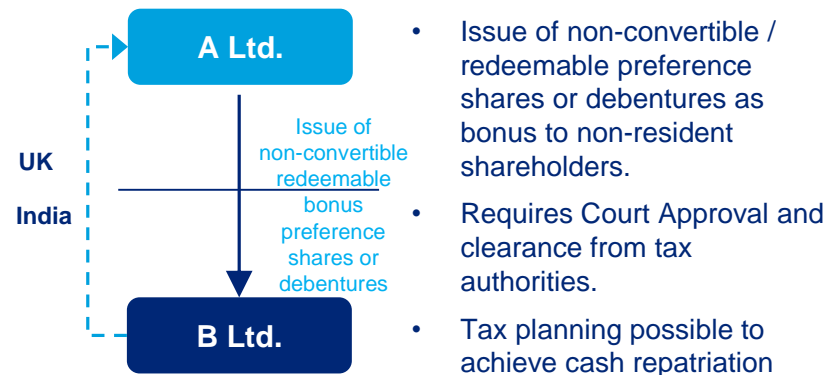 A Ltd.
Issue of
non-convertible
redeemable
bonus
preference
shares or
debentures
UK
India
B Ltd.
• Issue of non-convertible /
redeemable preference
shares or debentures as
bonus to non-resident
shareholders.
• Requires Court Approval and
clearance from tax
authorities.
• Tax planning possible to
achieve cash repatriation